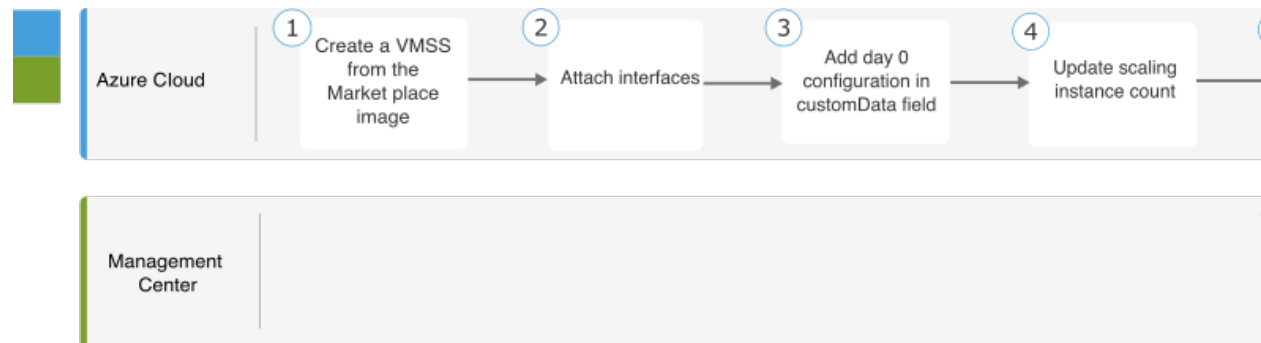 1
Create a VMSS
from the
Market place
image
2
Attach interfaces
3
Add day 0
configuration in
customData field
4
Update scaling
instance count
Azure Cloud
Management
Center